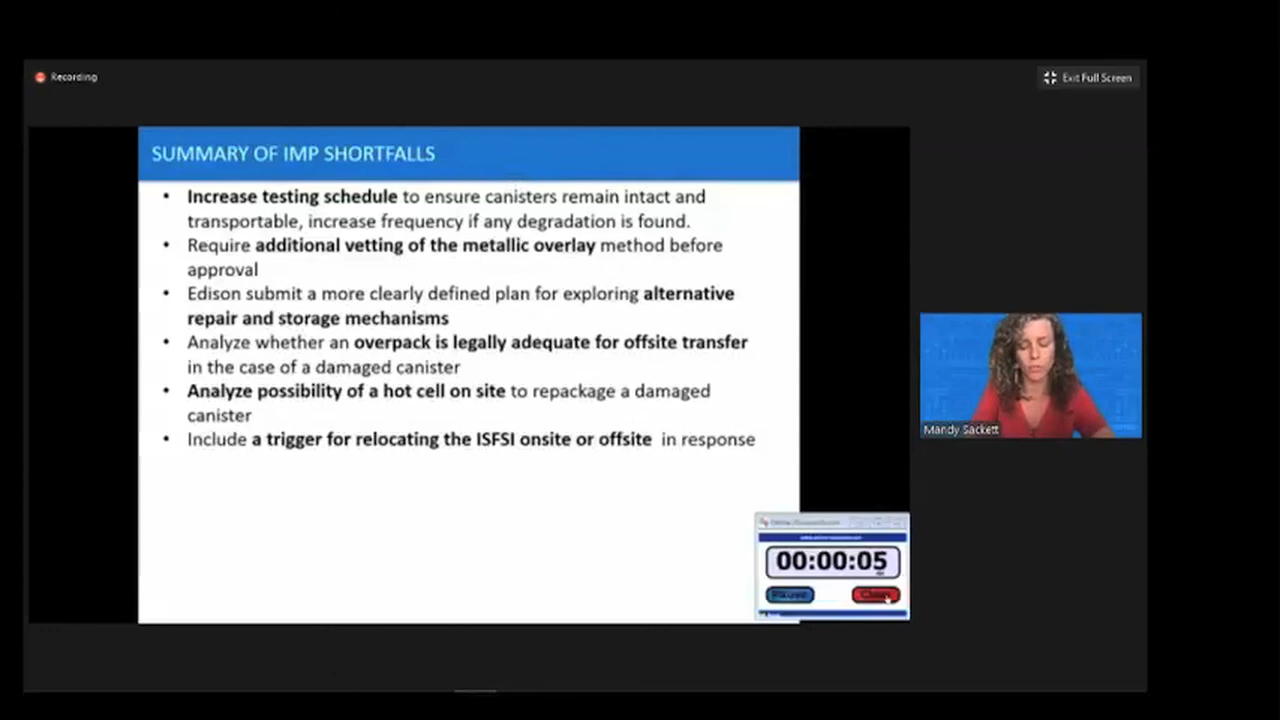 Recording
Exit Full Screen
SUMMARY OF IMP SHORTFALLS
• Increase testing schedule to ensure canisters remain intact and
transportable, increase frequency if any degradation is found.
• Require additional vetting of the metallic overlay method before
approval
• Edison submit a more clearly defined plan for exploring alternative
repair and storage mechanisms
• Analyze whether an overpack is legally adequate for offsite transfer
in the case of a damaged canister
• Analyze possibility of a hot cell on site to repackage a damaged
canister
• Include a trigger for relocating the ISFSI onsite or offsite in response
Mandy Sackett
00:00:05